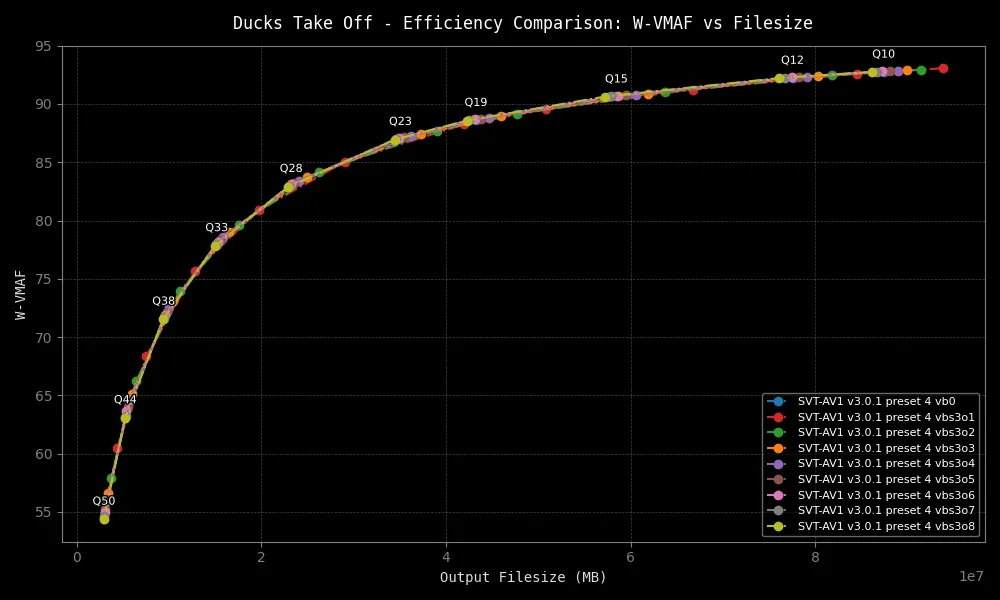 Ducks Take Off - Efficiency Comparison: W-VMAF vs Filesize
95
90
85
80
75
70
65
60
55
W-VMAF
Q10
Q12
Q15
Q19
Q23
Q28
Q33
Q38
Q44
Q50
SVT-AV1 v3.0.1 preset 4 vb0
SVT-AV1 v3.0.1 preset 4 vbs3o1
SVT-AV1 v3.0.1 preset 4 vbs3o2
SVT-AV1 v3.0.1 preset 4 vbs3o3
SVT-AV1 v3.0.1 preset 4 vbs3o4
SVT-AV1 v3.0.1 preset 4 vbs3o5
SVT-AV1 v3.0.1 preset 4 vbs3o6
SVT-AV1 v3.0.1 preset 4 vbs3o7
SVT-AV1 v3.0.1 preset 4 vbs3o8
0 2 4 6 8
1e7
Output Filesize (MB)